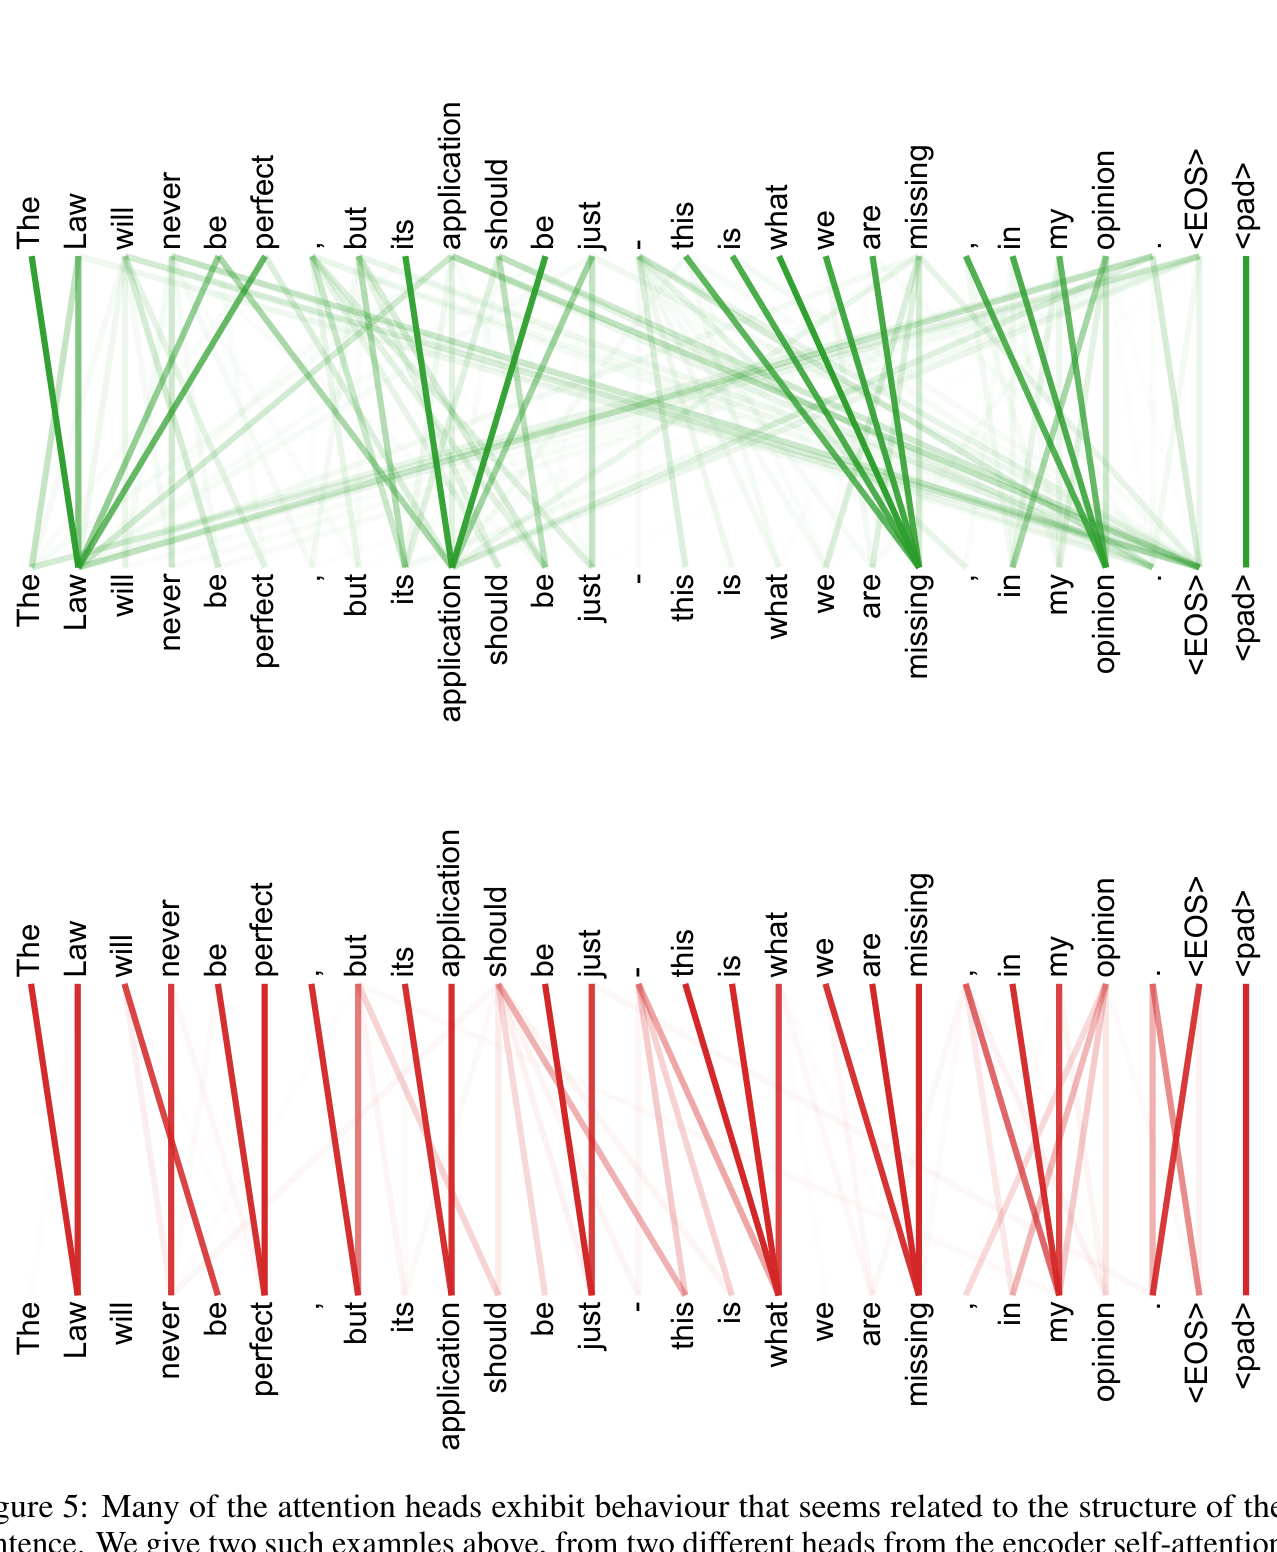 The Law will never be perfect , but its application should be just - this is what we are missing , in my opinion . <EOS> <pad>
The Law will never be perfect , but its application should be just - this is what we are missing , in my opinion . <EOS> <pad>
The Law will never be perfect , but its application should be just - this is what we are missing , in my opinion . <EOS> <pad>
The Law will never be perfect , but its application should be just - this is what we are missing , in my opinion . <EOS> <pad>
gure 5: Many of the attention heads exhibit behaviour that seems related to the structure of the
ntence. We give two such examples above, from two different heads from the encoder self-attention